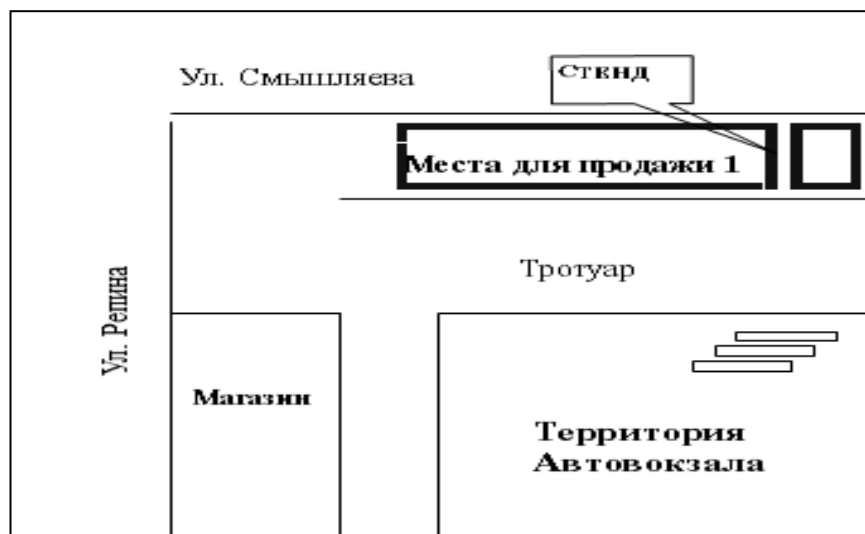 Ул. Смышляева
Стенд
Места для продажи 1
Тротуар
Ул. Репина
Магазин
Территория
Автовокзала